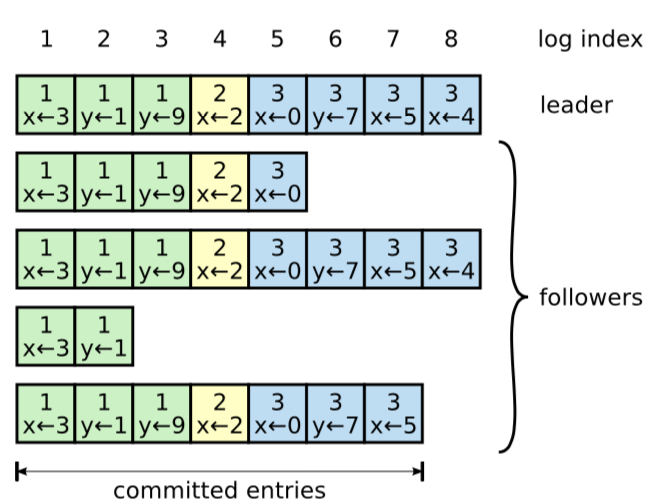 1 2 3 4 5 6 7 8 log index
1 1 1 2 3 3 3 3
x←3 y←1 y←9 x←2 x←0 y←7 x←5 x←4
leader
1 1 1 2 3
x←3 y←1 y←9 x←2 x←0
1 1 1 2 3 3 3 3
x←3 y←1 y←9 x←2 x←0 y←7 x←5 x←4
followers
1 1
x←3 y←1
1 1 1 2 3 3 3
x←3 y←1 y←9 x←2 x←0 y←7 x←5
committed entries